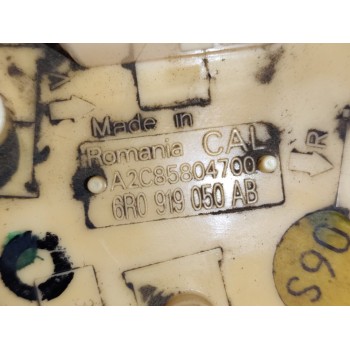 Made in
Romania CAL
A2C85804700
6R0 919 050 AB
V
R
S90